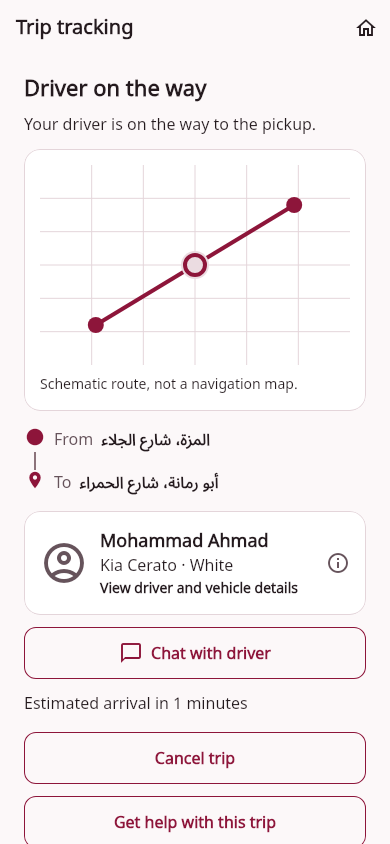 Trip tracking
Driver on the way
Your driver is on the way to the pickup.
Schematic route, not a navigation map.
From المزة، شارع الجلاء
To أبو رمانة، شارع الحمراء
Mohammad Ahmad
Kia Cerato · White
View driver and vehicle details
Chat with driver
Estimated arrival in 1 minutes
Cancel trip
Get help with this trip